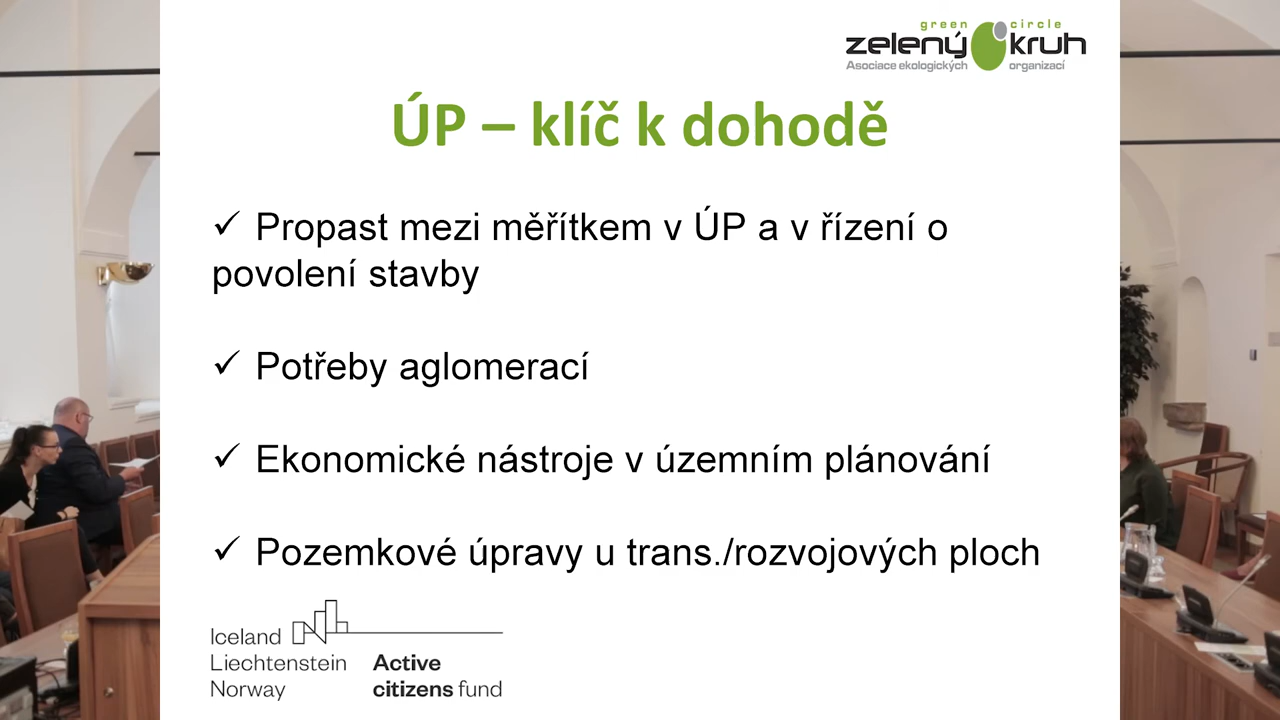 green circle
zelený kruh
Asociace ekologických organizací
ÚP – klíč k dohodě
✓ Propast mezi měřítkem v ÚP a v řízení o
povolení stavby
✓ Potřeby aglomerací
✓ Ekonomické nástroje v územním plánování
✓ Pozemkové úpravy u trans./rozvojových ploch
Iceland
Liechtenstein Active
Norway citizens fund